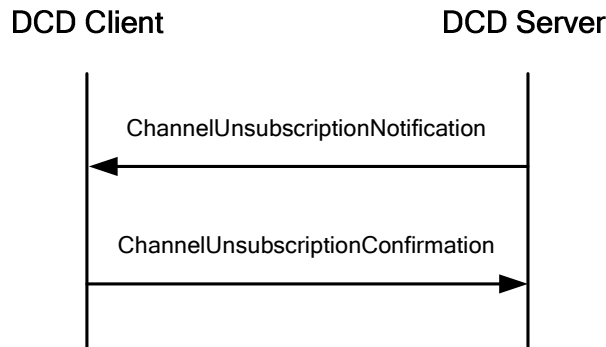 DCD Client DCD Server
ChannelUnsubscriptionNotification
ChannelUnsubscriptionConfirmation